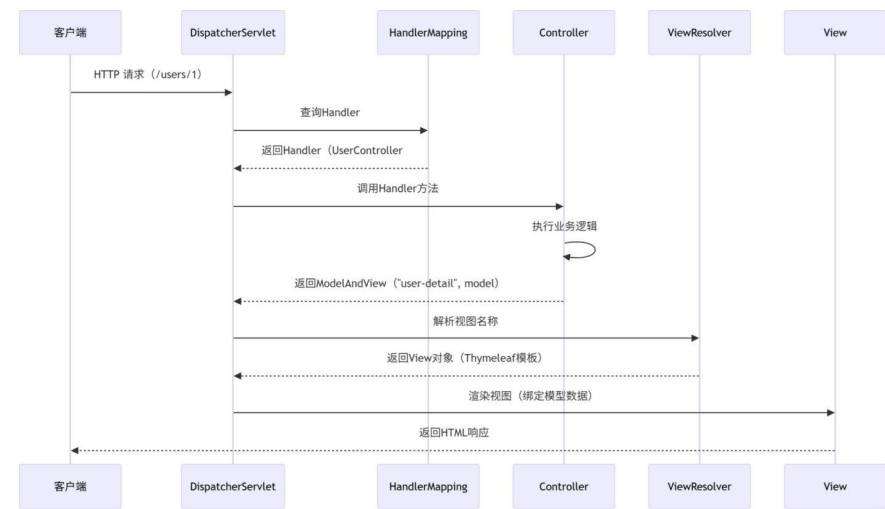 客户端
DispatcherServlet
HandlerMapping
Controller
ViewResolver
View
HTTP 请求（/users/1）
查询Handler
返回Handler（UserController
调用Handler方法
执行业务逻辑
返回ModelAndView（"user-detail", model）
解析视图名称
返回View对象（Thymeleaf模板）
渲染视图（绑定模型数据）
返回HTML响应
客户端
DispatcherServlet
HandlerMapping
Controller
ViewResolver
View